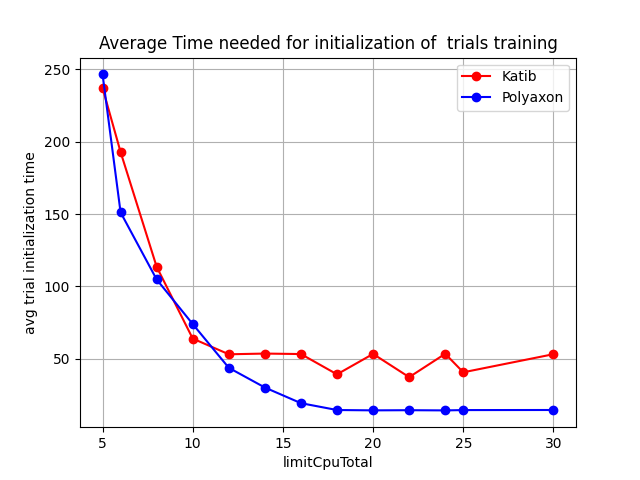 Average Time needed for initialization of  trials training
Katib
Polyaxon
avg trial initialization time
250
200
150
100
50
5
10
15
20
25
30
limitCpuTotal